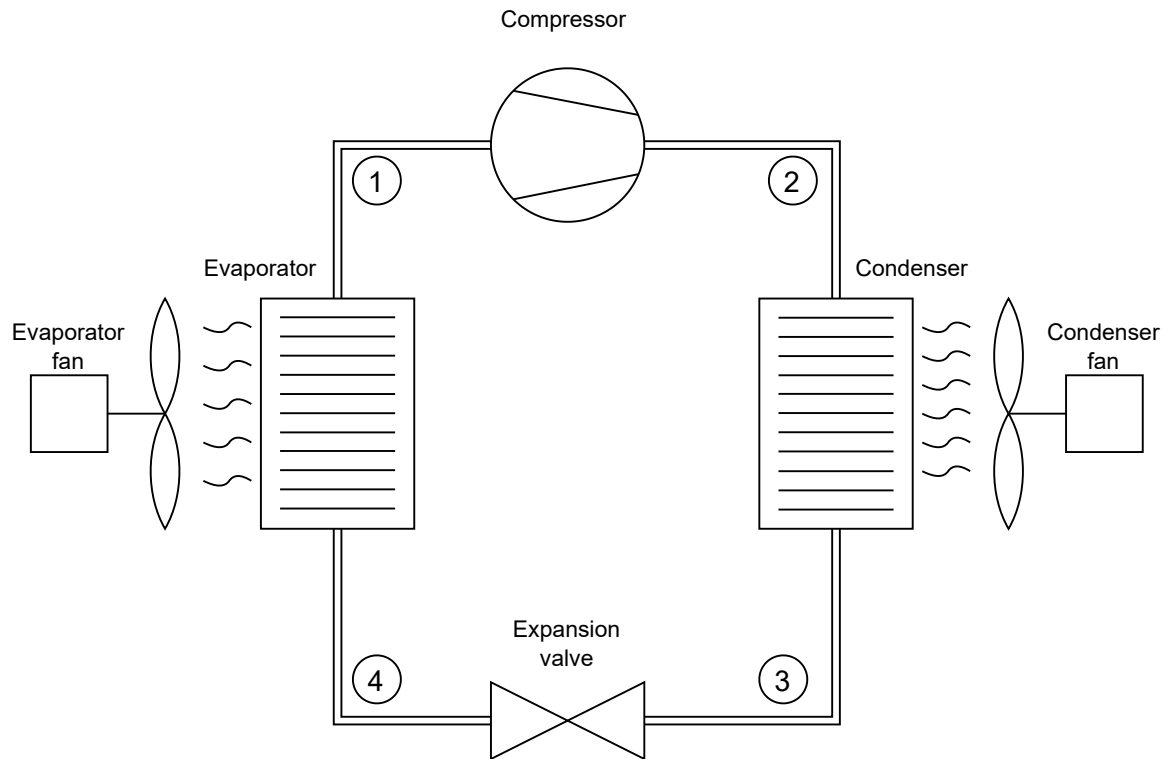 Compressor
1
2
Evaporator
Condenser
Evaporator
fan
Condenser
fan
Expansion
valve
4
3